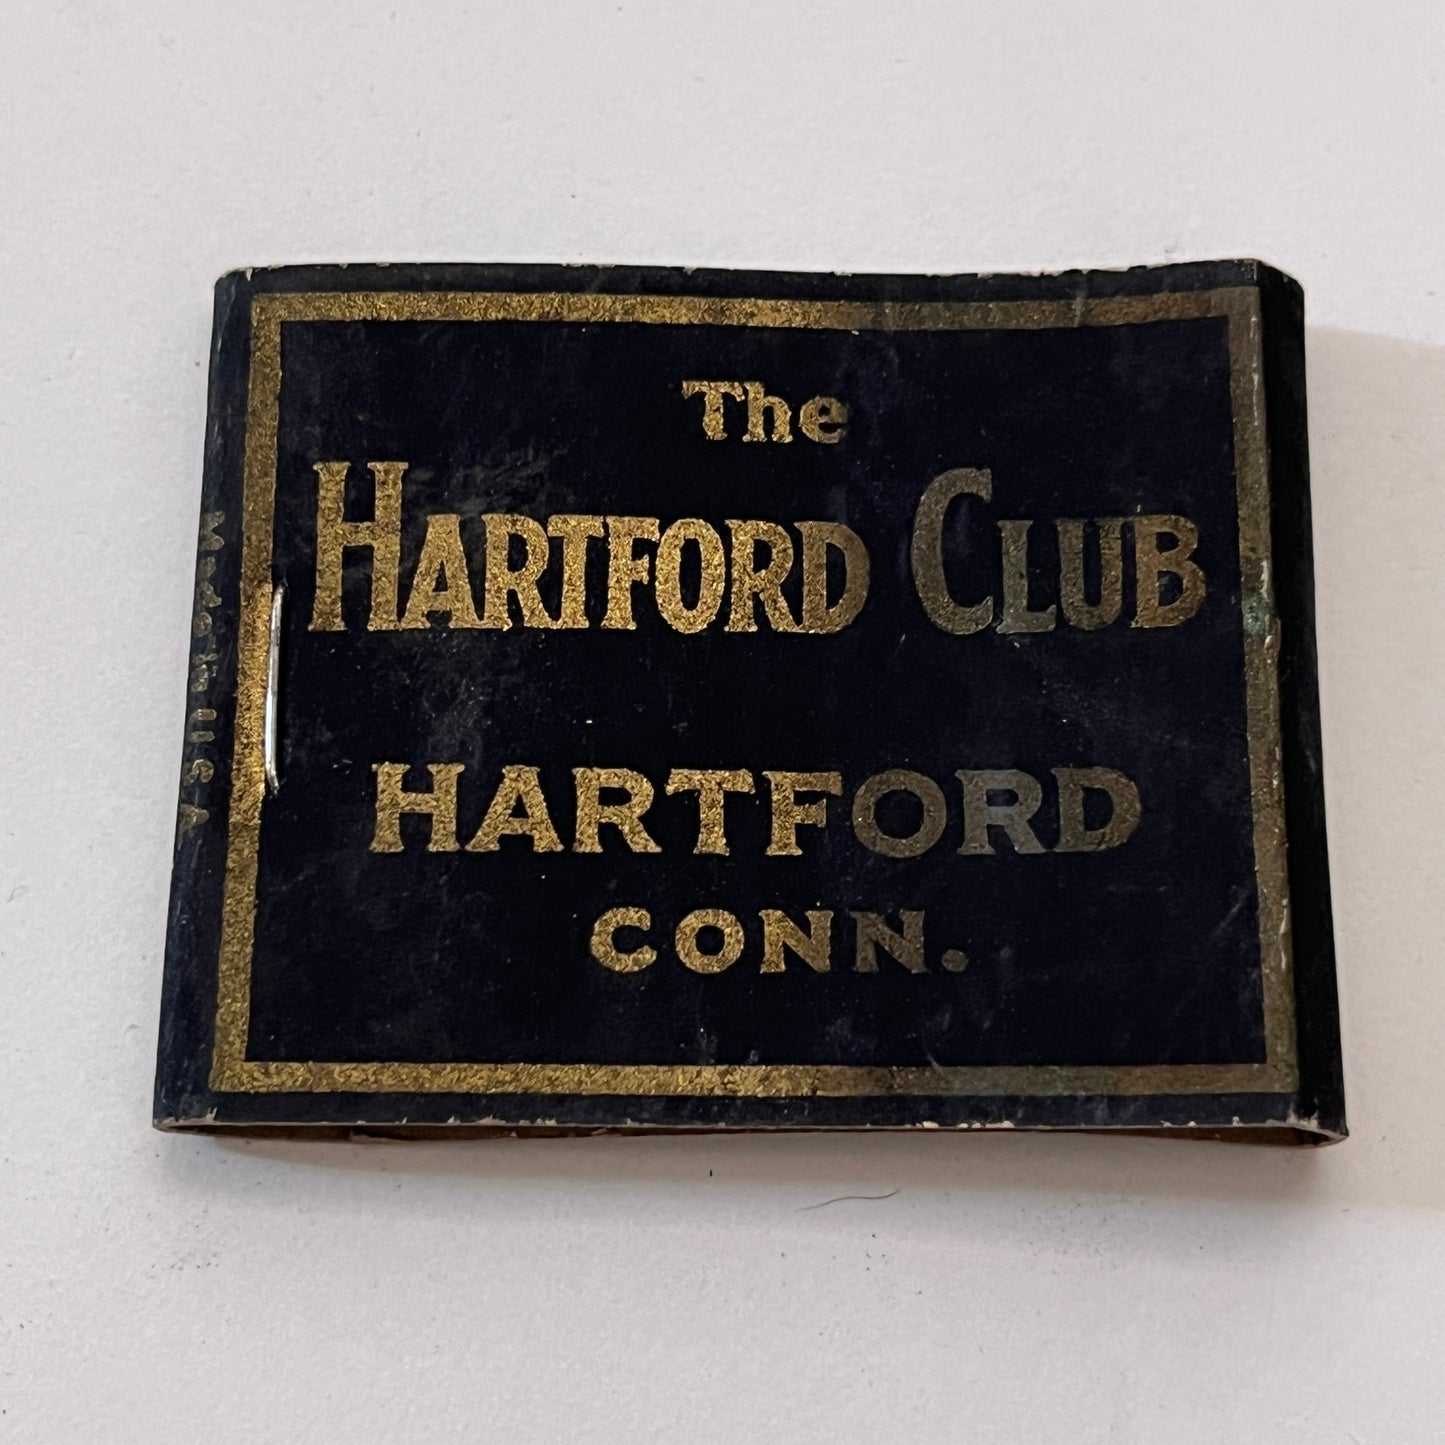 The
HARTFORD CLUB
HARTFORD
CONN.
Made in U S A